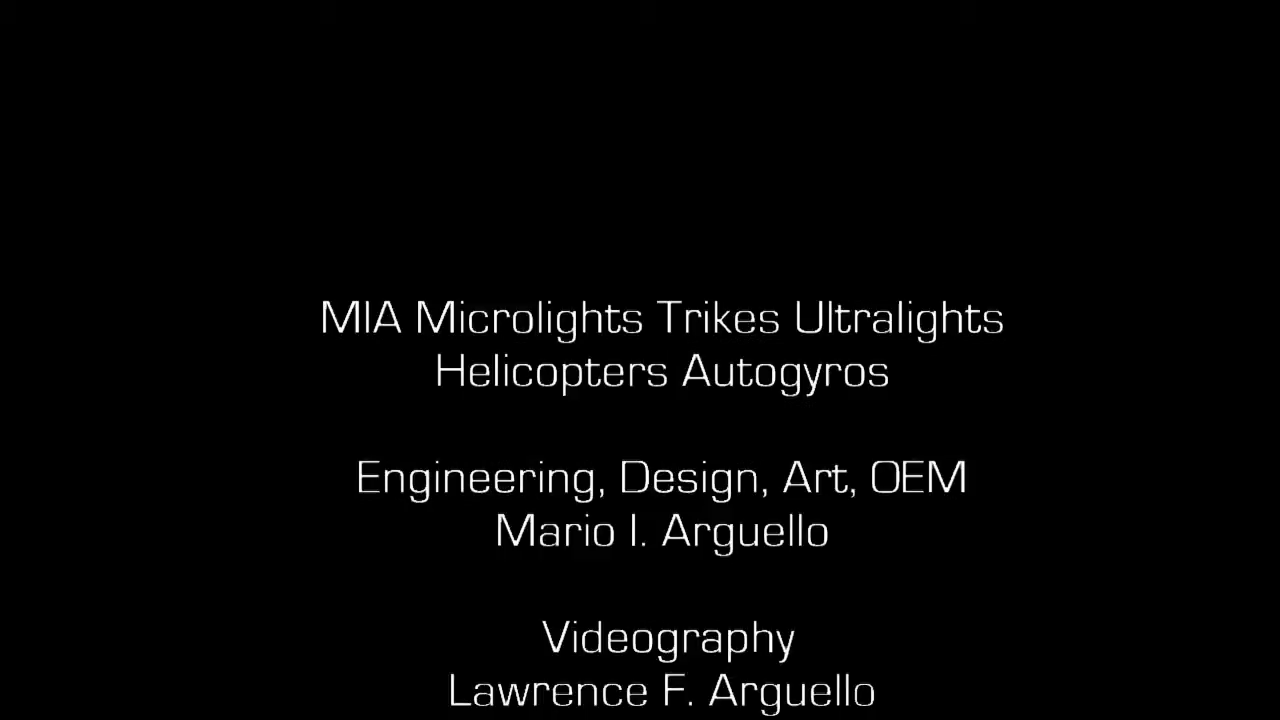 MIA Microlights Trikes Ultralights
Helicopters Autogyros
Engineering, Design, Art, OEM
Mario I. Arguello
Videography
Lawrence F. Arguello